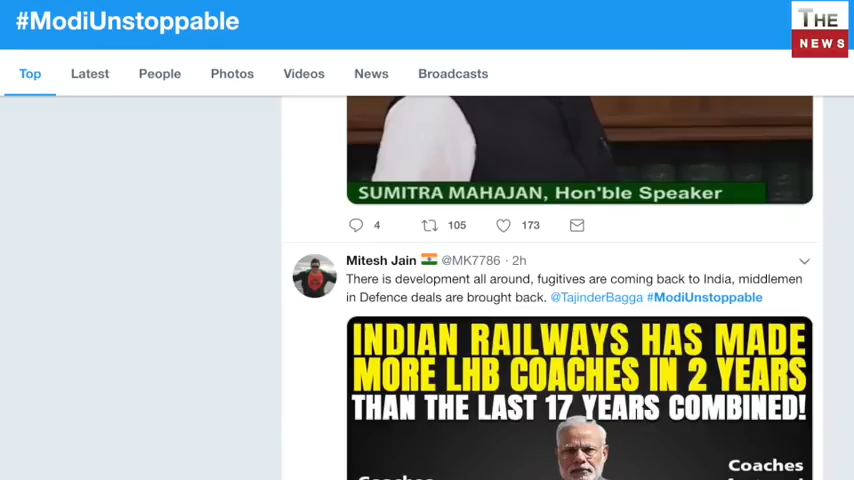 #ModiUnstoppable
THE
NEWS
Top Latest People Photos Videos News Broadcasts
SUMITRA MAHAJAN, Hon'ble Speaker
4 105 173
Mitesh Jain @MK7786 · 2h
There is development all around, fugitives are coming back to India, middlemen
in Defence deals are brought back. @TajinderBagga #ModiUnstoppable
INDIAN RAILWAYS HAS MADE
MORE LHB COACHES IN 2 YEARS
THAN THE LAST 17 YEARS COMBINED!
Coaches